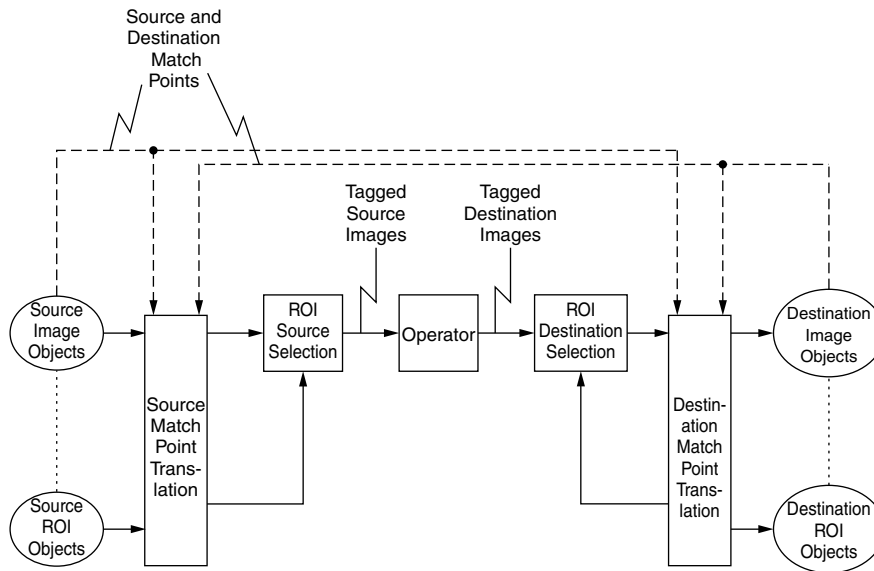 Source and
Destination
Match
Points
Tagged
Source
Images
Tagged
Destination
Images
Source
Image
Objects
ROI
Source
Selection
Operator
ROI
Destination
Selection
Destination
Image
Objects
Source
Match
Point
Trans-
lation
Destin-
ation
Match
Point
Trans-
lation
Source
ROI
Objects
Destination
ROI
Objects